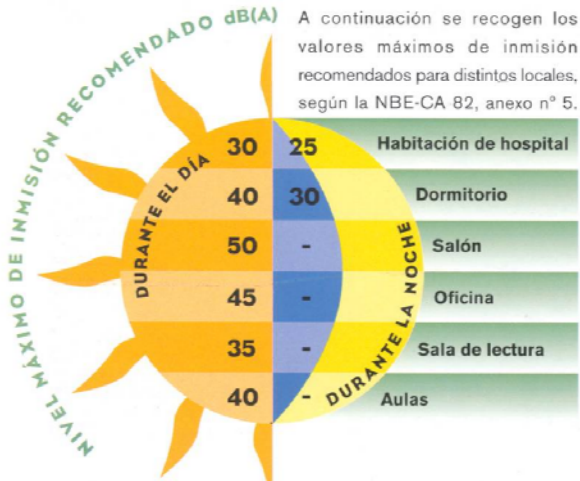 NIVEL MÁXIMO DE INMISIÓN RECOMENDADO dB(A)
A continuación se recogen los
valores máximos de inmisión
recomendados para distintos locales,
según la NBE-CA 82, anexo nº 5.
DURANTE EL DÍA
DURANTE LA NOCHE
30 25 Habitación de hospital
40 30 Dormitorio
50 - Salón
45 - Oficina
35 - Sala de lectura
40 - Aulas